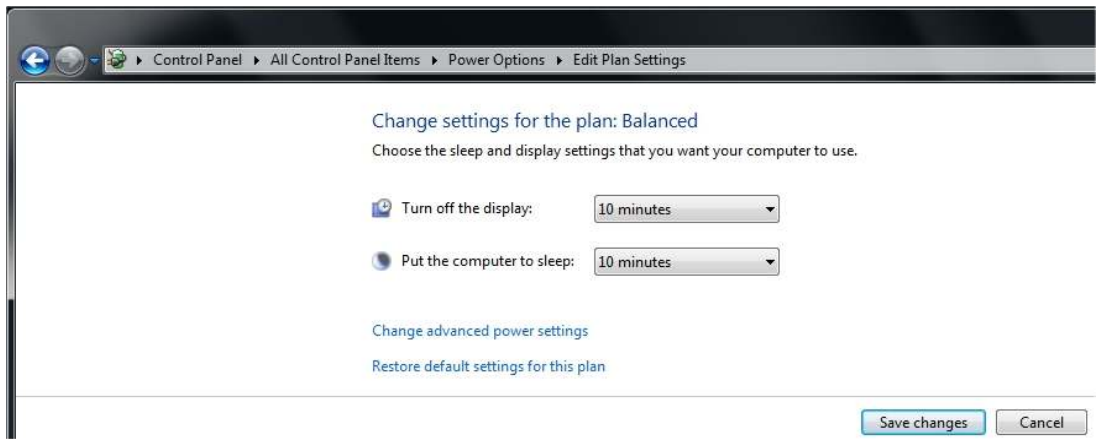 Control Panel ▸ All Control Panel Items ▸ Power Options ▸ Edit Plan Settings
Change settings for the plan: Balanced
Choose the sleep and display settings that you want your computer to use.
Turn off the display: 10 minutes
Put the computer to sleep: 10 minutes
Change advanced power settings
Restore default settings for this plan
Save changes Cancel